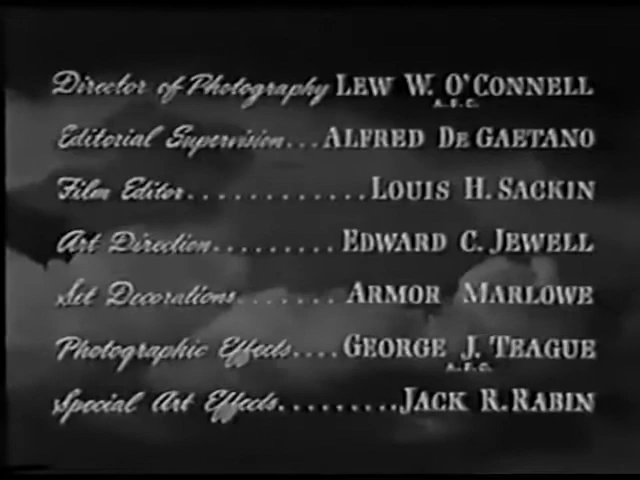 Director of Photography LEW W. O'CONNELL
A.S.C.
Editorial Supervision...ALFRED DE GAETANO
Film Editor............LOUIS H. SACKIN
Art Direction.........EDWARD C. JEWELL
Set Decorations.......ARMOR MARLOWE
Photographic Effects....GEORGE J. TEAGUE
A.S.C.
Special Art Effects.........JACK R. RABIN